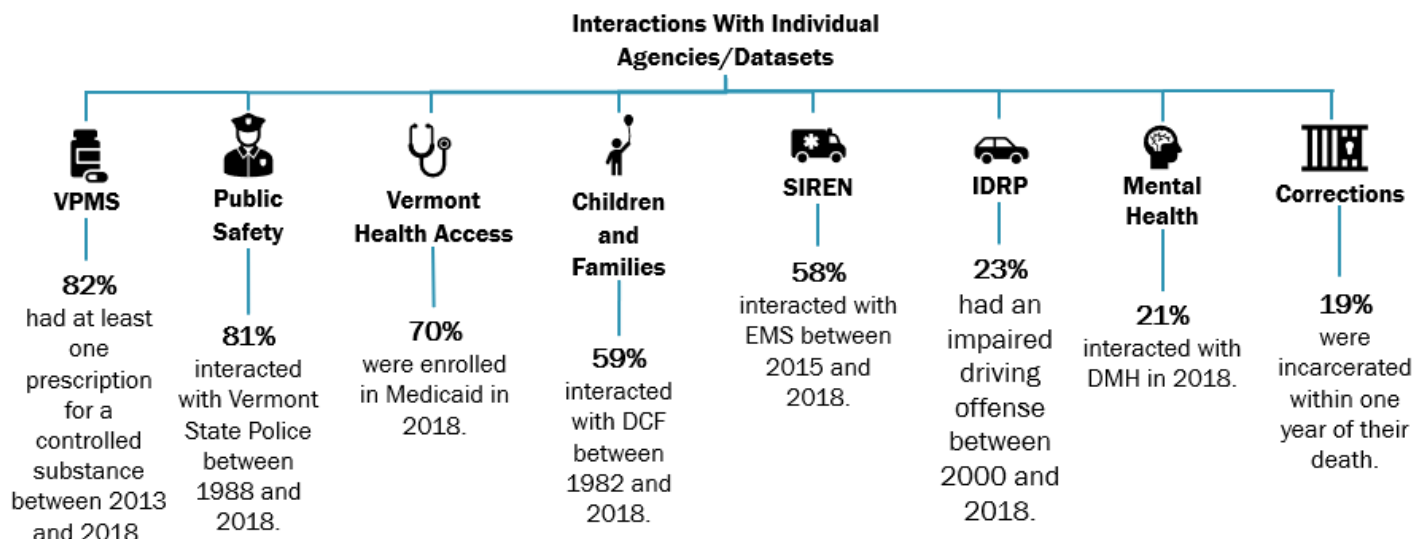 Interactions With Individual
Agencies/Datasets
VPMS
82%
had at least
one
prescription
for a
controlled
substance
between 2013
and 2018
Public
Safety
81%
interacted
with Vermont
State Police
between
1988 and
2018.
Vermont
Health Access
70%
were enrolled
in Medicaid in
2018.
Children
and
Families
59%
interacted
with DCF
between
1982 and
2018.
SIREN
58%
interacted with
EMS between
2015 and
2018.
IDRP
23%
had an
impaired
driving
offense
between
2000 and
2018.
Mental
Health
21%
interacted with
DMH in 2018.
Corrections
19%
were
incarcerated
within one
year of their
death.